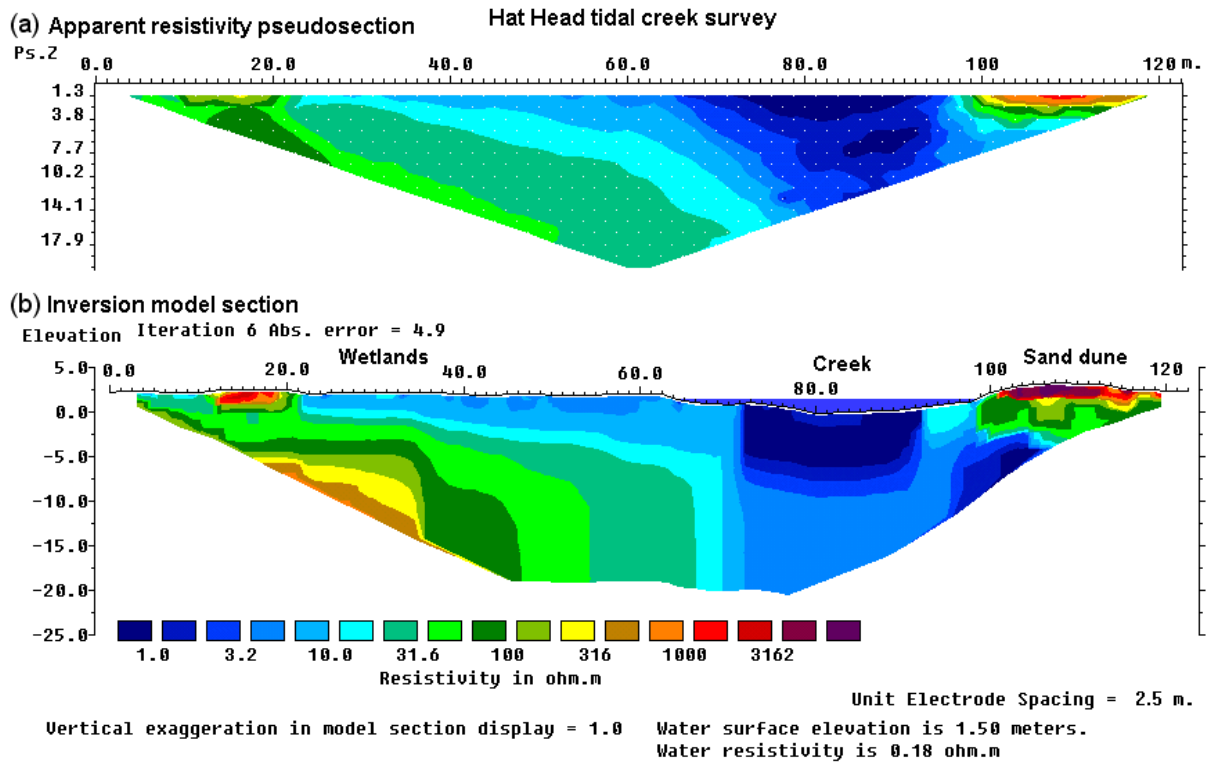 (a) Apparent resistivity pseudosection
Hat Head tidal creek survey
Ps.Z
0.0 20.0 40.0 60.0 80.0 100 120 m.
1.3
3.8
7.7
10.2
14.1
17.9
(b) Inversion model section
Elevation Iteration 6 Abs. error = 4.9
Wetlands Creek Sand dune
0.0 20.0 40.0 60.0 80.0 100 120
5.0
0.0
-5.0
-10.0
-15.0
-20.0
-25.0
1.0 3.2 10.0 31.6 100 316 1000 3162
Resistivity in ohm.m
Unit Electrode Spacing = 2.5 m.
Vertical exaggeration in model section display = 1.0 Water surface elevation is 1.50 meters.
Water resistivity is 0.18 ohm.m